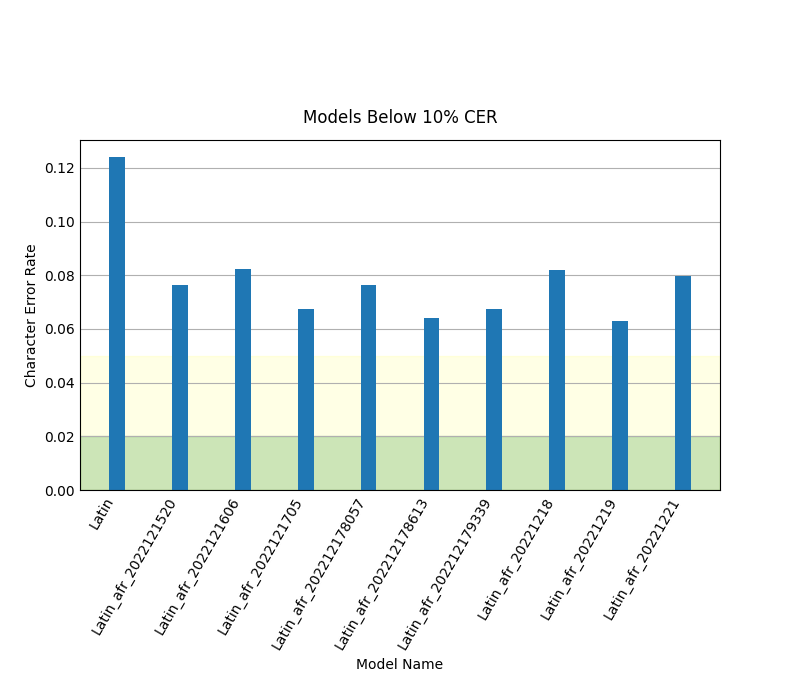 Models Below 10% CER
0.12
0.10
0.08
0.06
0.04
0.02
0.00
Character Error Rate
Latin
Latin_afr_2022121520
Latin_afr_2022121606
Latin_afr_2022121705
Latin_afr_202212178057
Latin_afr_202212178613
Latin_afr_202212179339
Latin_afr_20221218
Latin_afr_20221219
Latin_afr_20221221
Model Name